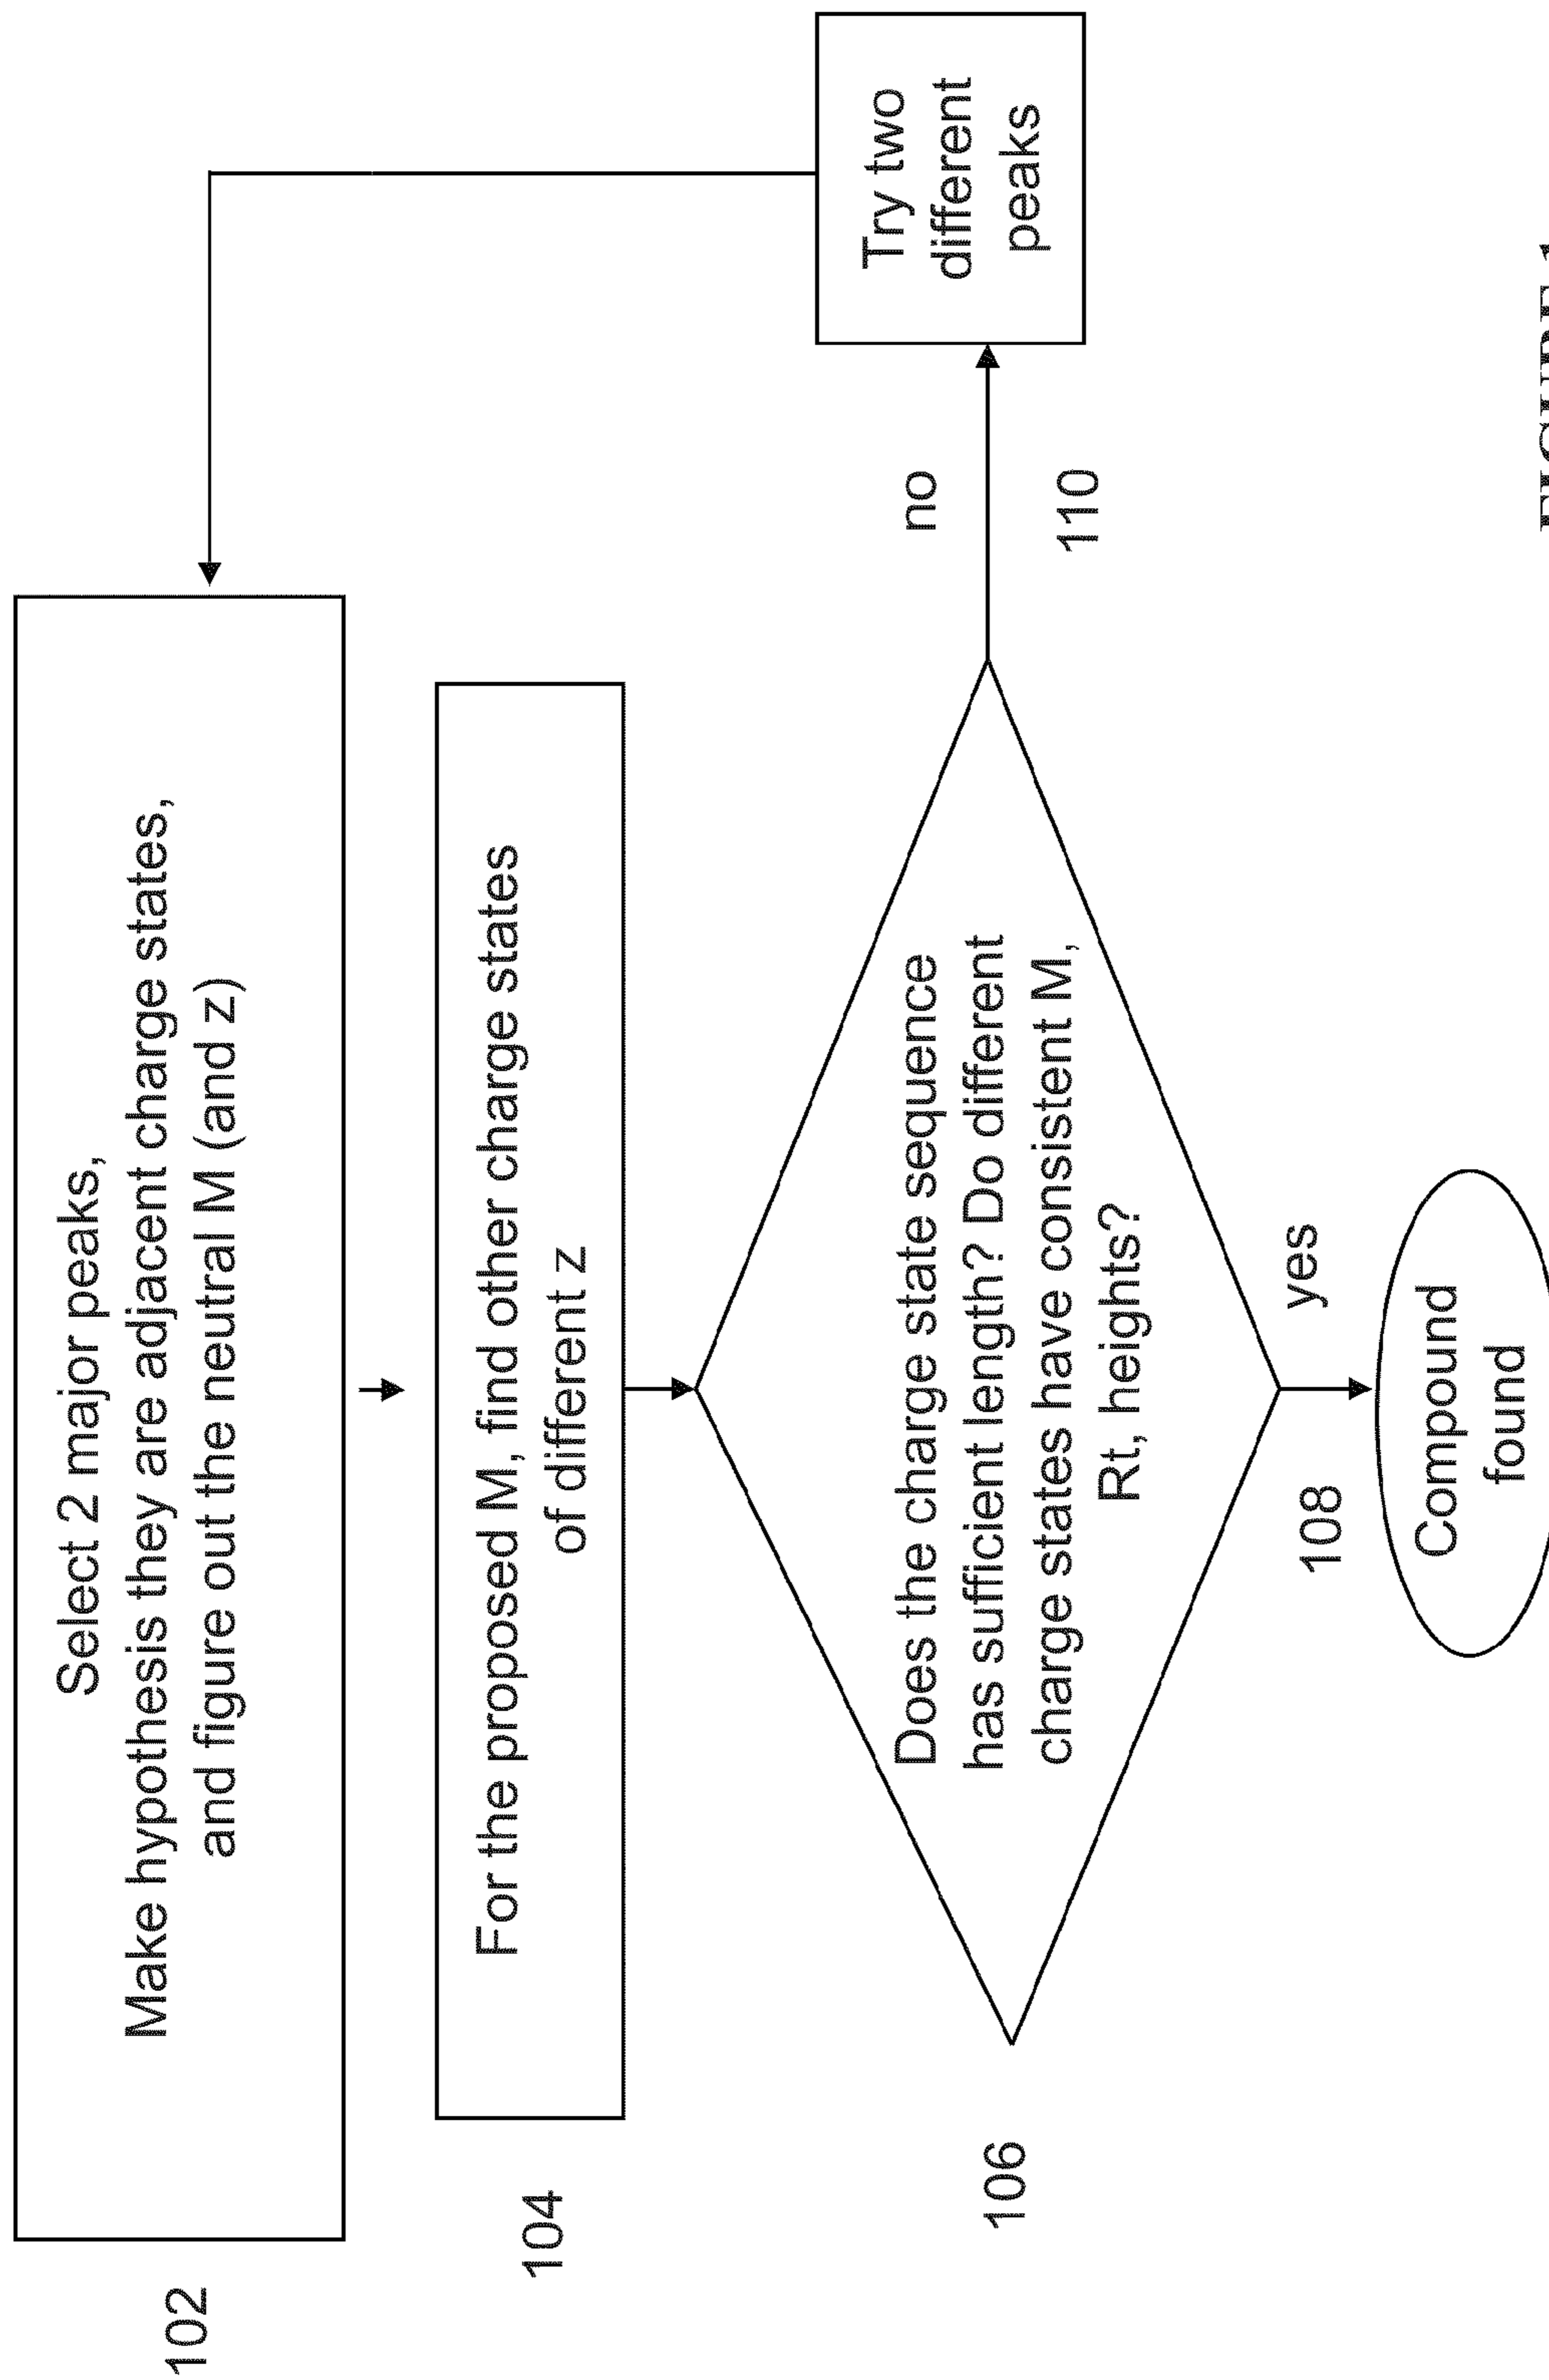 102
Select 2 major peaks,
Make hypothesis they are adjacent charge states,
and figure out the neutral M (and z)
104
For the proposed M, find other charge states
of different z
106
Does the charge state sequence
has sufficient length? Do different
charge states have consistent M,
Rt, heights?
no
110
Try two
different
peaks
108
yes
Compound
found
FIGURE 1